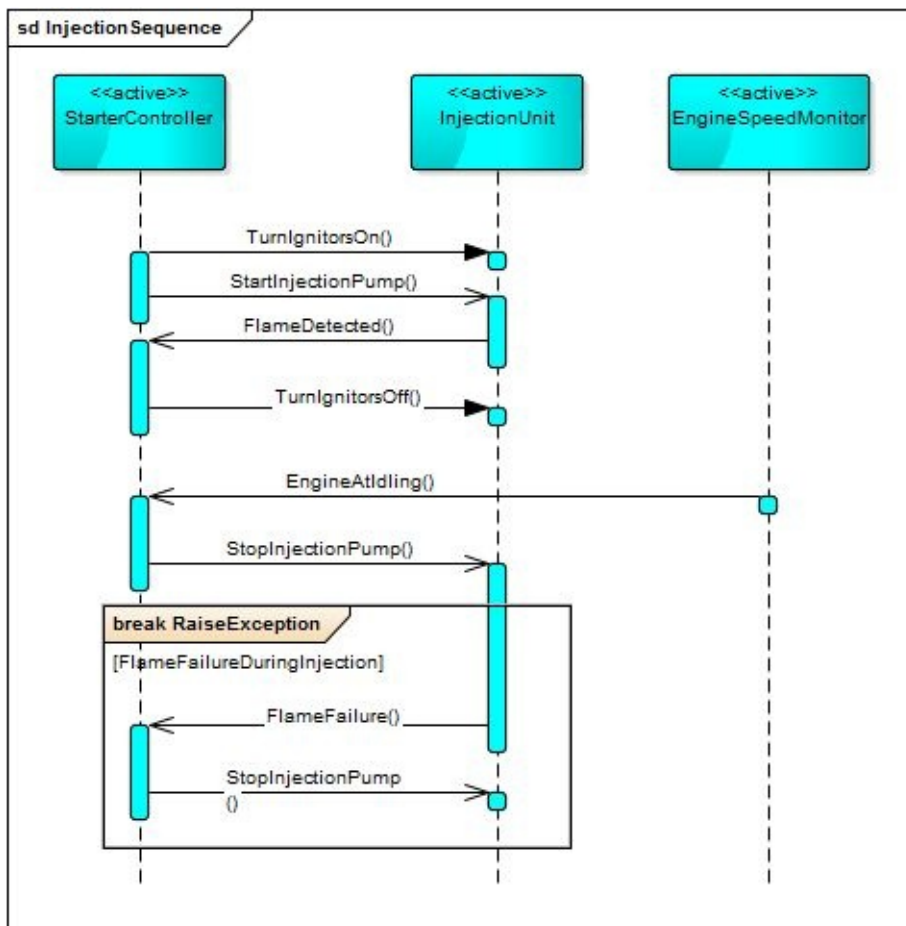 sd InjectionSequence
<<active>>
StarterController
<<active>>
InjectionUnit
<<active>>
EngineSpeedMonitor
TurnIgnitorsOn()
StartInjectionPump()
FlameDetected()
TurnIgnitorsOff()
EngineAtIdling()
StopInjectionPump()
break RaiseException
[FlameFailureDuringInjection]
FlameFailure()
StopInjectionPump
()